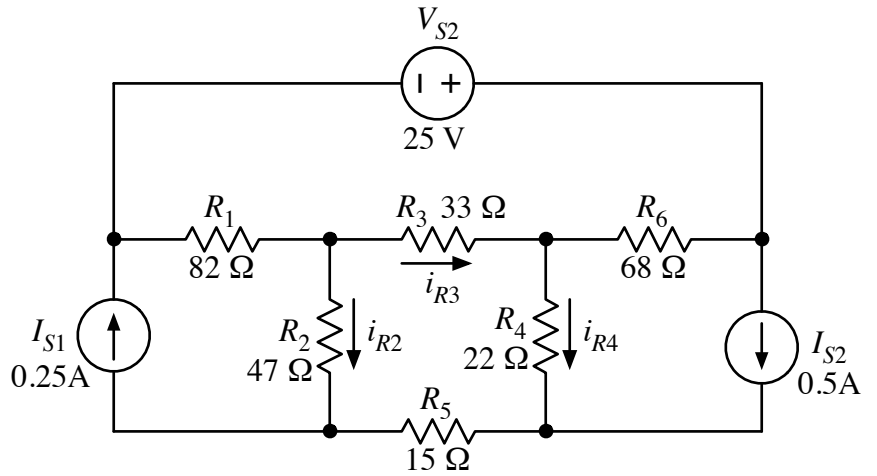 V_S2
25 V
R_1
82 Ω
R_3 33 Ω
i_R3
R_6
68 Ω
I_S1
0.25A
R_2
47 Ω
i_R2
R_4
22 Ω
i_R4
I_S2
0.5A
R_5
15 Ω